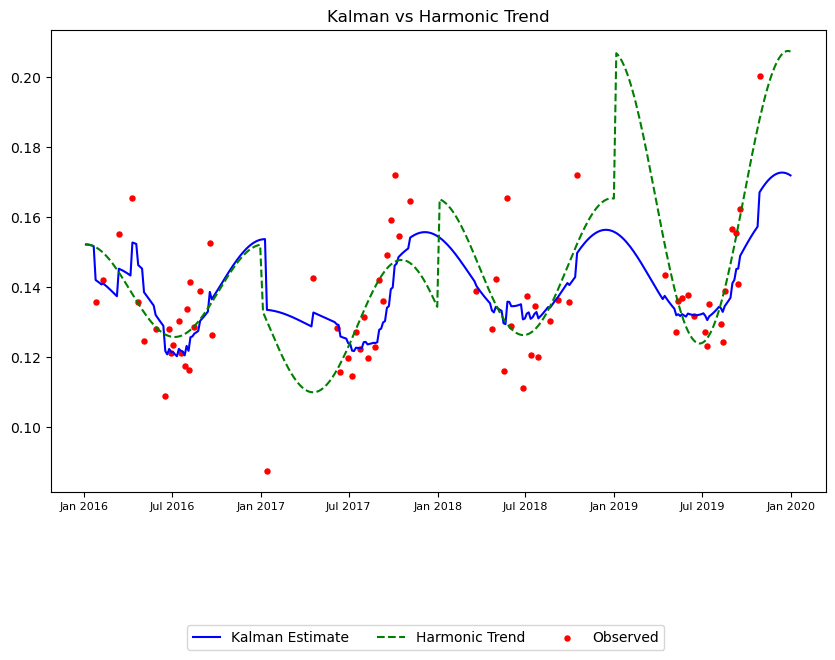 Kalman vs Harmonic Trend
0.20
0.18
0.16
0.14
0.12
0.10
Jan 2016 Jul 2016 Jan 2017 Jul 2017 Jan 2018 Jul 2018 Jan 2019 Jul 2019 Jan 2020
Kalman Estimate Harmonic Trend Observed